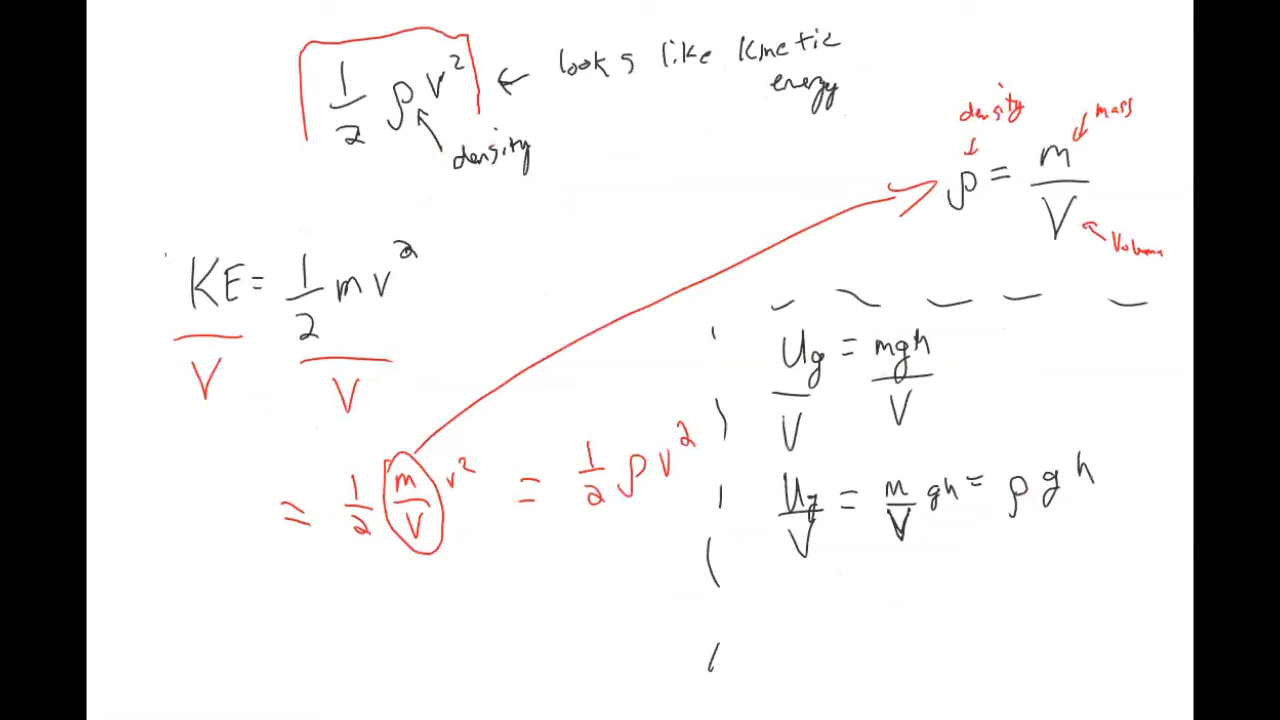 1/2 ρ v² ← looks like kinetic energy
density
density
mass
ρ = m/V
Volume
KE/V = 1/2 m v²/V
= 1/2 m/V v² = 1/2 ρ v²
Ug/V = mgh/V
Ug/V = m/V gh = ρ g h